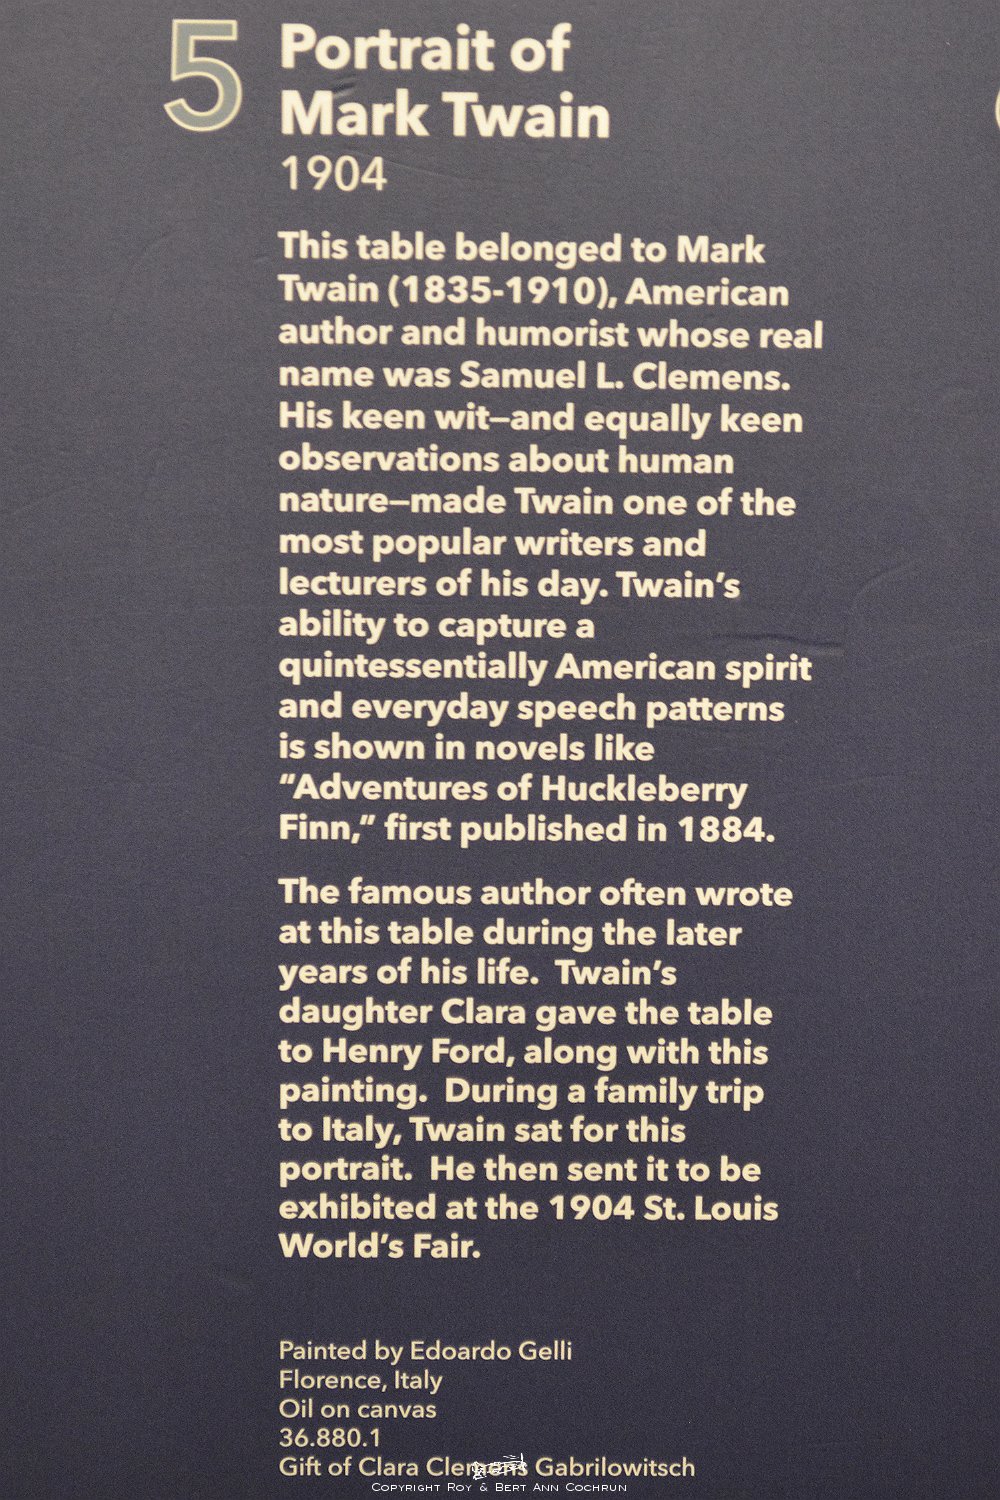 5
Portrait of
Mark Twain
1904
This table belonged to Mark
Twain (1835-1910), American
author and humorist whose real
name was Samuel L. Clemens.
His keen wit—and equally keen
observations about human
nature—made Twain one of the
most popular writers and
lecturers of his day. Twain's
ability to capture a
quintessentially American spirit
and everyday speech patterns
is shown in novels like
"Adventures of Huckleberry
Finn," first published in 1884.
The famous author often wrote
at this table during the later
years of his life.  Twain's
daughter Clara gave the table
to Henry Ford, along with this
painting.  During a family trip
to Italy, Twain sat for this
portrait.  He then sent it to be
exhibited at the 1904 St. Louis
World's Fair.
Painted by Edoardo Gelli
Florence, Italy
Oil on canvas
36.880.1
Gift of Clara Clemens Gabrilowitsch
Copyright Roy & Bert Ann Cochrun